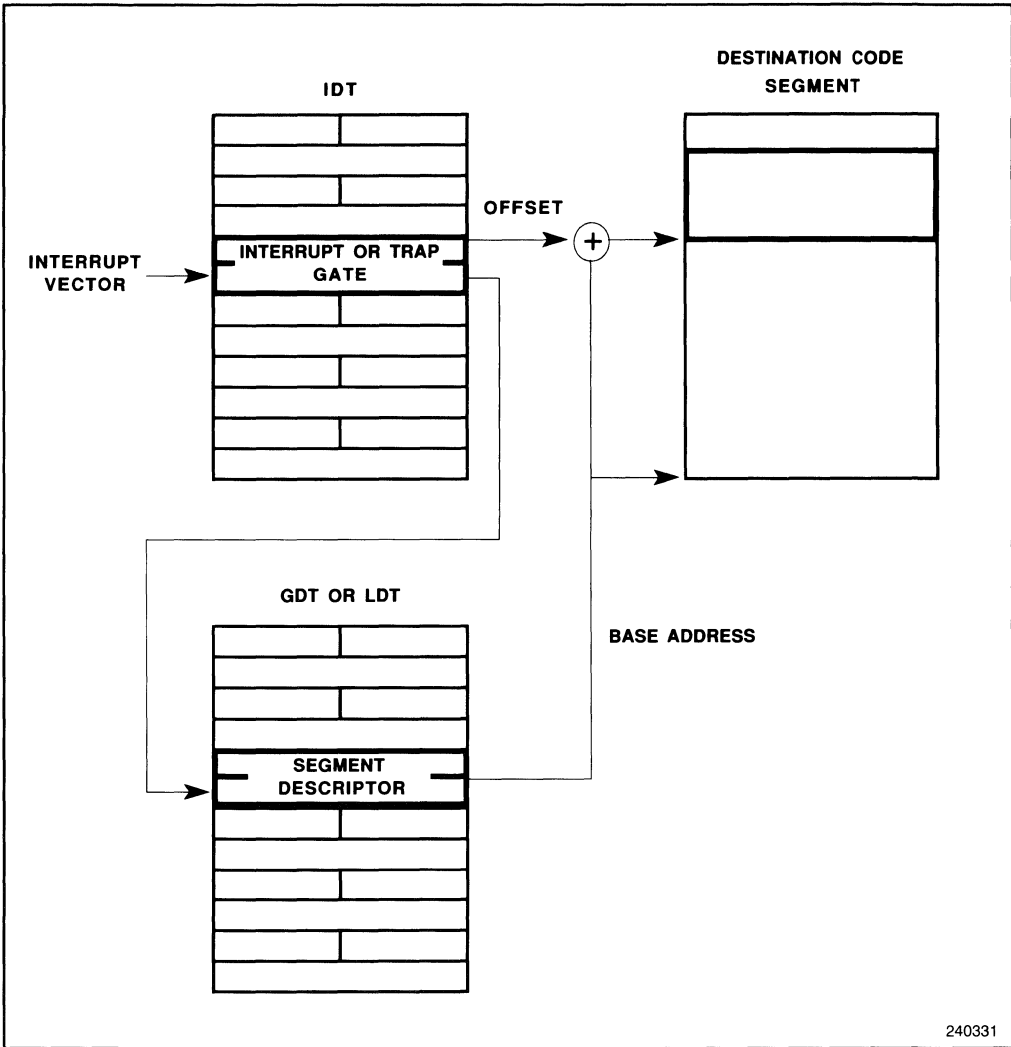 IDT
DESTINATION CODE
SEGMENT
OFFSET
+
INTERRUPT
VECTOR
INTERRUPT OR TRAP
GATE
GDT OR LDT
BASE ADDRESS
SEGMENT
DESCRIPTOR
240331